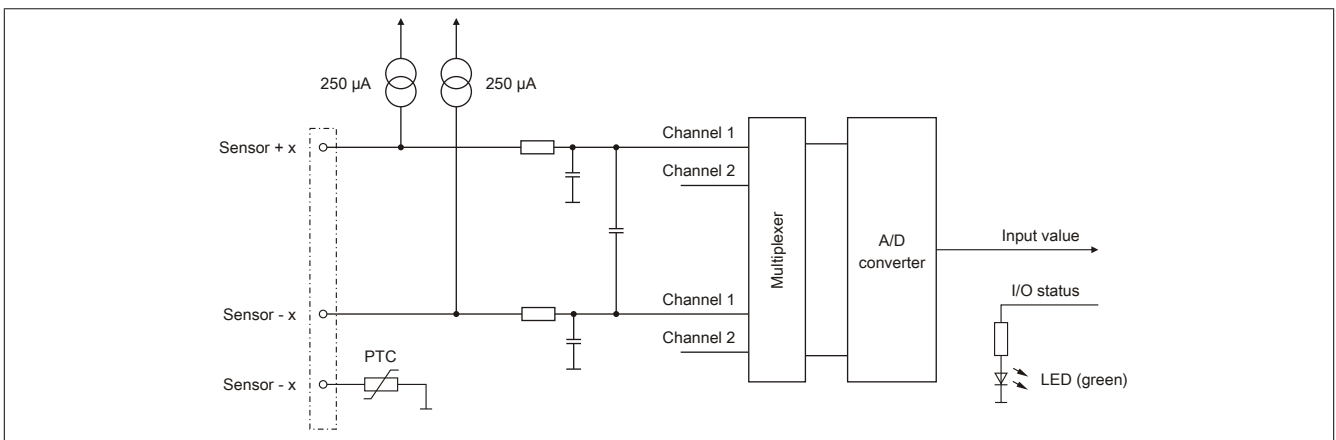 250 µA
250 µA
Sensor + x
Channel 1
Channel 2
Multiplexer
A/D
converter
Input value
I/O status
Sensor - x
Channel 1
Channel 2
PTC
Sensor - x
LED (green)